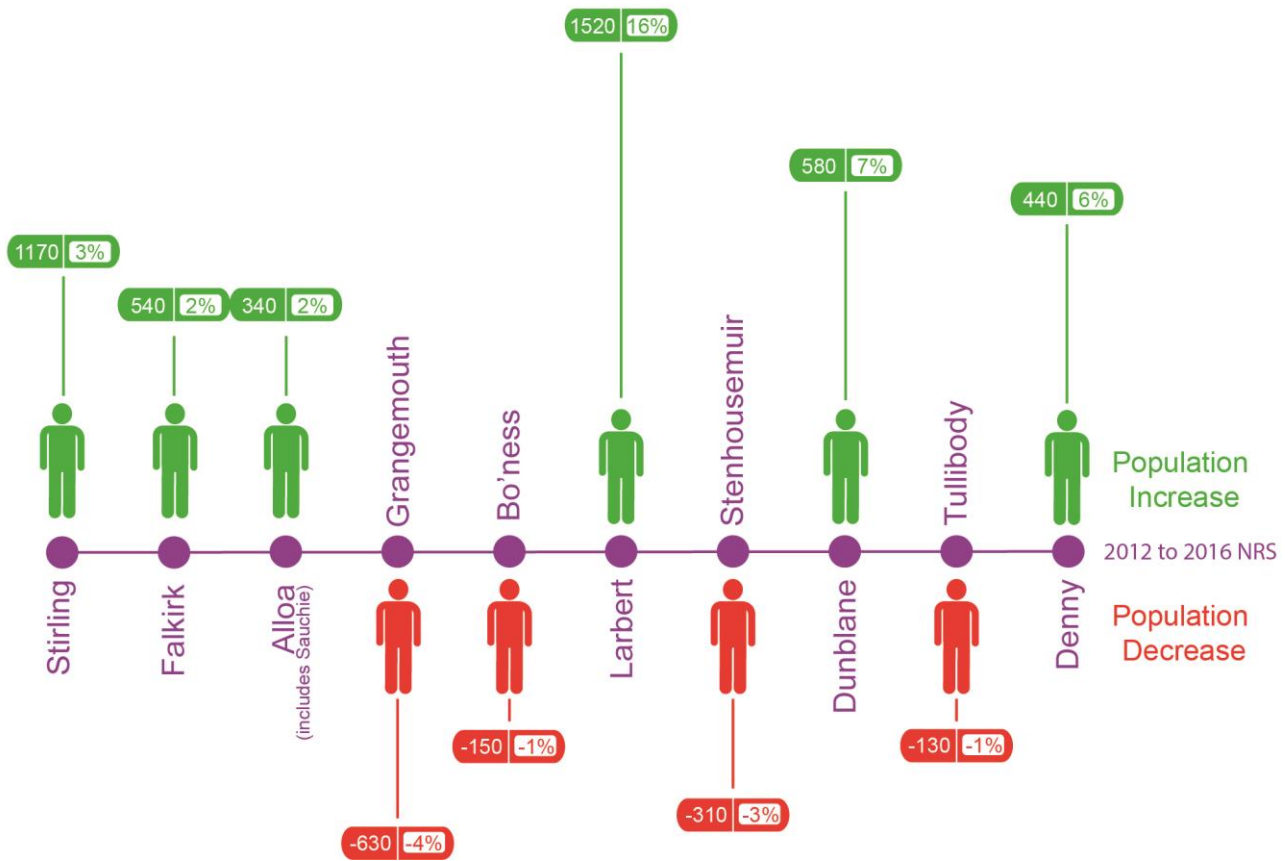 1520 16%
580 7%
440 6%
1170 3%
540 2%
340 2%
Grangemouth
Bo'ness
Stenhousemuir
Tullibody
Population
Increase
2012 to 2016 NRS
Stirling
Falkirk
Alloa
(includes Sauchie)
Larbert
Dunblane
Denny
Population
Decrease
-150 -1%
-130 -1%
-310 -3%
-630 -4%